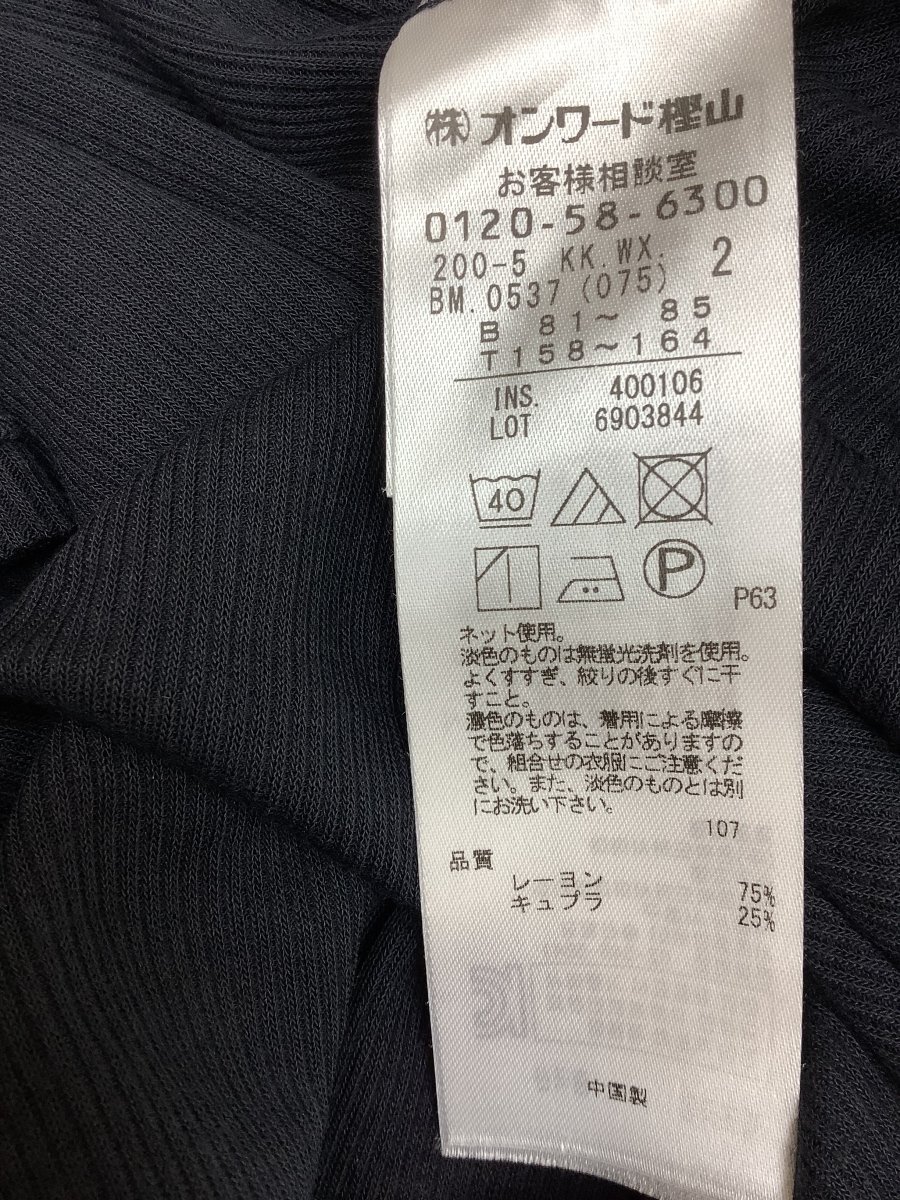 ㈱オンワード樫山
お客様相談室
0120-58-6300
200-5 KK.WX. 2
BM.0537 (075)
B 81～ 85
T158～164
INS. 400106
LOT 6903844
40
P
P63
ネット使用。
淡色のものは無蛍光洗剤を使用。
よくすすぎ、絞りの後すぐに干
すこと。
濃色のものは、着用による摩擦
で色落ちすることがありますの
で、組合せの衣服にご注意くだ
さい。また、淡色のものとは別
にお洗い下さい。
107
品質
レーヨン 75%
キュプラ 25%
中国製